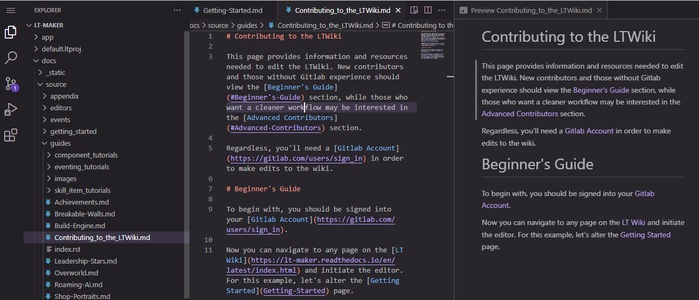 EXPLORER
LT-MAKER
app
default.ltproj
docs
_static
source
appendix
editors
events
getting_started
guides
component_tutorials
eventing_tutorials
images
skill_item_tutorials
Achievements.md
Breakable-Walls.md
Build-Engine.md
Contributing_to_the_LTWiki.md
index.rst
Leadership-Stars.md
Overworld.md
Roaming-AI.md
Shop-Portraits.md
1
Getting-Started.md
Contributing_to_the_LTWiki.md
docs > source > guides > Contributing_to_the_LTWiki.md > # Contributing to the LTWiki
1 # Contributing to the LTWiki
2
3 This page provides information and resources
needed to edit the LTWiki. New contributors
and those without Gitlab experience should
view the [Beginner's Guide]
(#Beginner's-Guide) section, while those who
want a cleaner workflow may be interested in
the [Advanced Contributors]
(#Advanced-Contributors) section.
4
5 Regardless, you'll need a [Gitlab Account]
(https://gitlab.com/users/sign_in) in order
to make edits to the wiki.
6
7 # Beginner's Guide
8
9 To begin with, you should be signed into
your [Gitlab Account](https://gitlab.com/
users/sign_in).
10
11 Now you can navigate to any page on the [LT
Wiki](https://lt-maker.readthedocs.io/en/
latest/index.html) and initiate the editor.
For this example, let's alter the [Getting
Started](Getting-Started) page.
Preview Contributing_to_the_LTWiki.md
Contributing to the LTWiki
This page provides information and resources needed to edit
the LTWiki. New contributors and those without Gitlab
experience should view the Beginner's Guide section, while
those who want a cleaner workflow may be interested in the
Advanced Contributors section.
Regardless, you'll need a Gitlab Account in order to make
edits to the wiki.
Beginner's Guide
To begin with, you should be signed into your Gitlab
Account.
Now you can navigate to any page on the LT Wiki and initiate
the editor. For this example, let's alter the Getting Started
page.